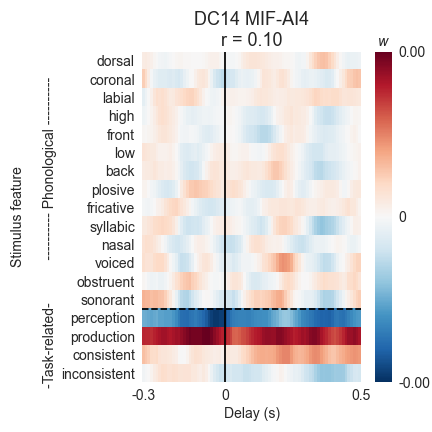 DC14 MIF-AI4
r = 0.10
w
0.00
0
-0.00
Stimulus feature
----------- Phonological -----------
-Task-related-
dorsal
coronal
labial
high
front
low
back
plosive
fricative
syllabic
nasal
voiced
obstruent
sonorant
perception
production
consistent
inconsistent
-0.3
0
0.5
Delay (s)